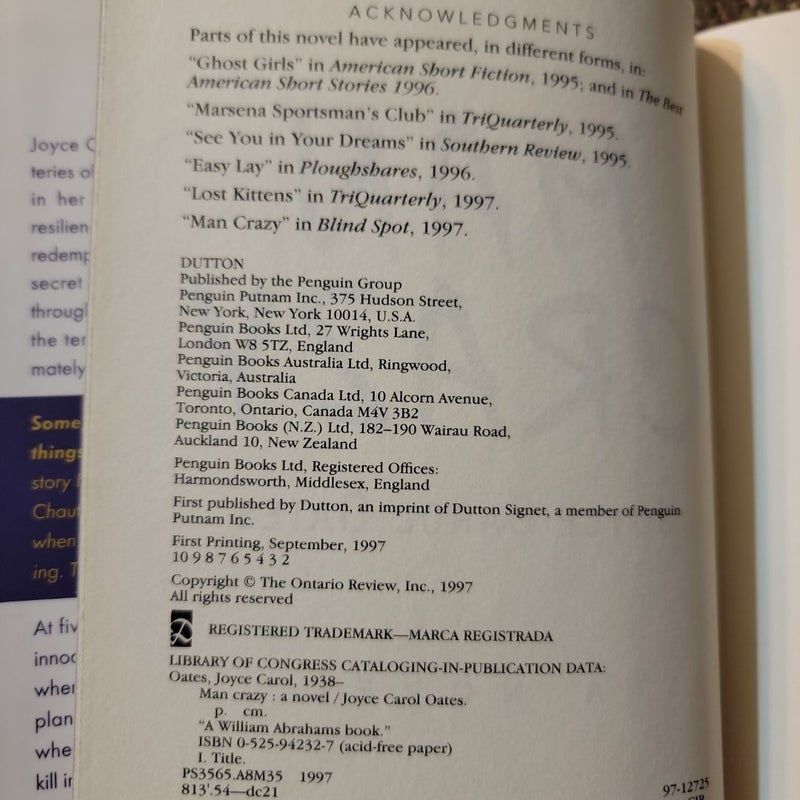 ACKNOWLEDGMENTS
Parts of this novel have appeared, in different forms, in:
"Ghost Girls" in American Short Fiction, 1995; and in The Best
American Short Stories 1996.
"Marsena Sportsman's Club" in TriQuarterly, 1995.
"See You in Your Dreams" in Southern Review, 1995.
"Easy Lay" in Ploughshares, 1996.
"Lost Kittens" in TriQuarterly, 1997.
"Man Crazy" in Blind Spot, 1997.
DUTTON
Published by the Penguin Group
Penguin Putnam Inc., 375 Hudson Street,
New York, New York 10014, U.S.A.
Penguin Books Ltd, 27 Wrights Lane,
London W8 5TZ, England
Penguin Books Australia Ltd, Ringwood,
Victoria, Australia
Penguin Books Canada Ltd, 10 Alcorn Avenue,
Toronto, Ontario, Canada M4V 3B2
Penguin Books (N.Z.) Ltd, 182–190 Wairau Road,
Auckland 10, New Zealand
Penguin Books Ltd, Registered Offices:
Harmondsworth, Middlesex, England
First published by Dutton, an imprint of Dutton Signet, a member of Penguin
Putnam Inc.
First Printing, September, 1997
10 9 8 7 6 5 4 3 2
Copyright © The Ontario Review, Inc., 1997
All rights reserved
REGISTERED TRADEMARK—MARCA REGISTRADA
LIBRARY OF CONGRESS CATALOGING-IN-PUBLICATION DATA:
Oates, Joyce Carol, 1938–
Man crazy : a novel / Joyce Carol Oates.
p. cm.
"A William Abrahams book."
ISBN 0-525-94232-7 (acid-free paper)
I. Title.
PS3565.A8M35 1997
813'.54—dc21
97-12725
CIP
Joyce C
teries o
in her
resilien
redemp
secret
throug
the ter
mately
Some
things
story
Chau
when
ing. T
At fiv
innoc
when
plan
whe
kill in